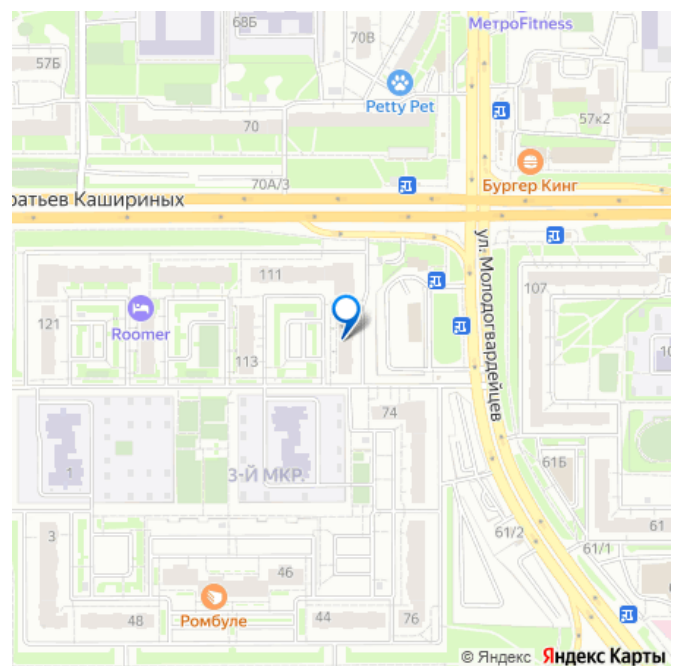 68Б
70В
МетроFitness
57Б
Petty Pet
70
57к2
70А/3
Бургер Кинг
ратьев Кашириных
ул. Молодогвардейцев
111
107
121
Roomer
113
10
74
3-Й МКР.
1
61Б
3
61/2
61
61/1
46
Ромбуле
48
44
76
© Яндекс Яндекс Карты